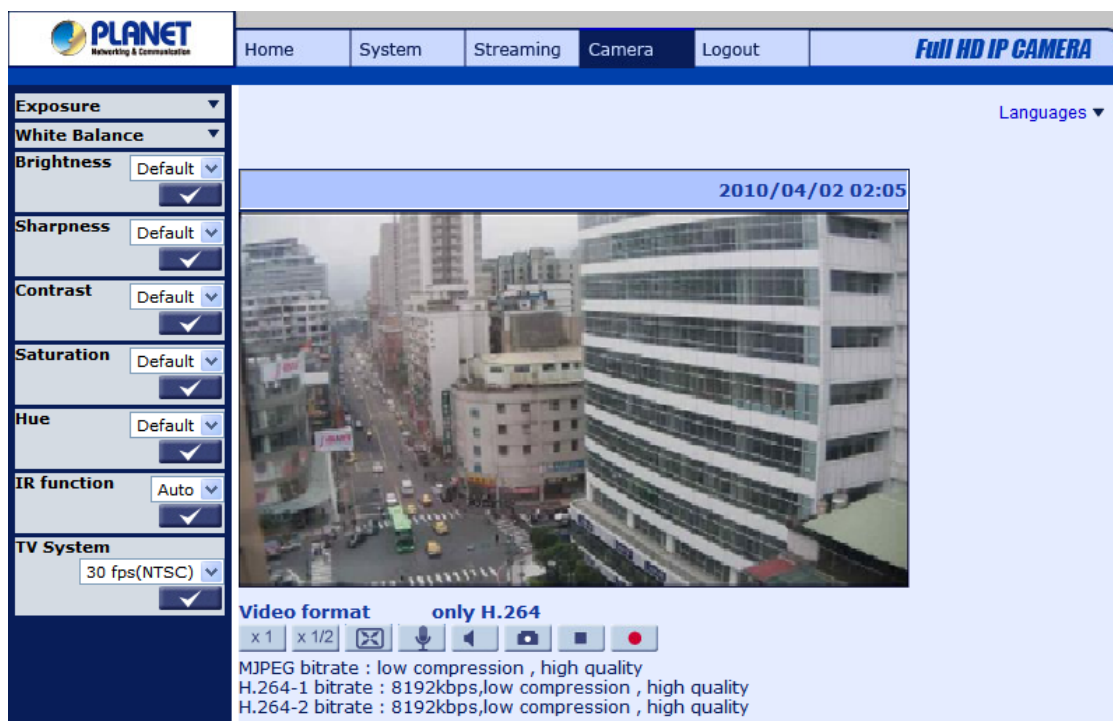 PLANET
Networking & Communication
Home System Streaming Camera Logout
Full HD IP CAMERA
Languages
Exposure
White Balance
Brightness Default
Sharpness Default
Contrast Default
Saturation Default
Hue Default
IR function Auto
TV System
30 fps(NTSC)
2010/04/02 02:05
Video format only H.264
x 1 x 1/2
MJPEG bitrate : low compression , high quality
H.264-1 bitrate : 8192kbps,low compression , high quality
H.264-2 bitrate : 8192kbps,low compression , high quality